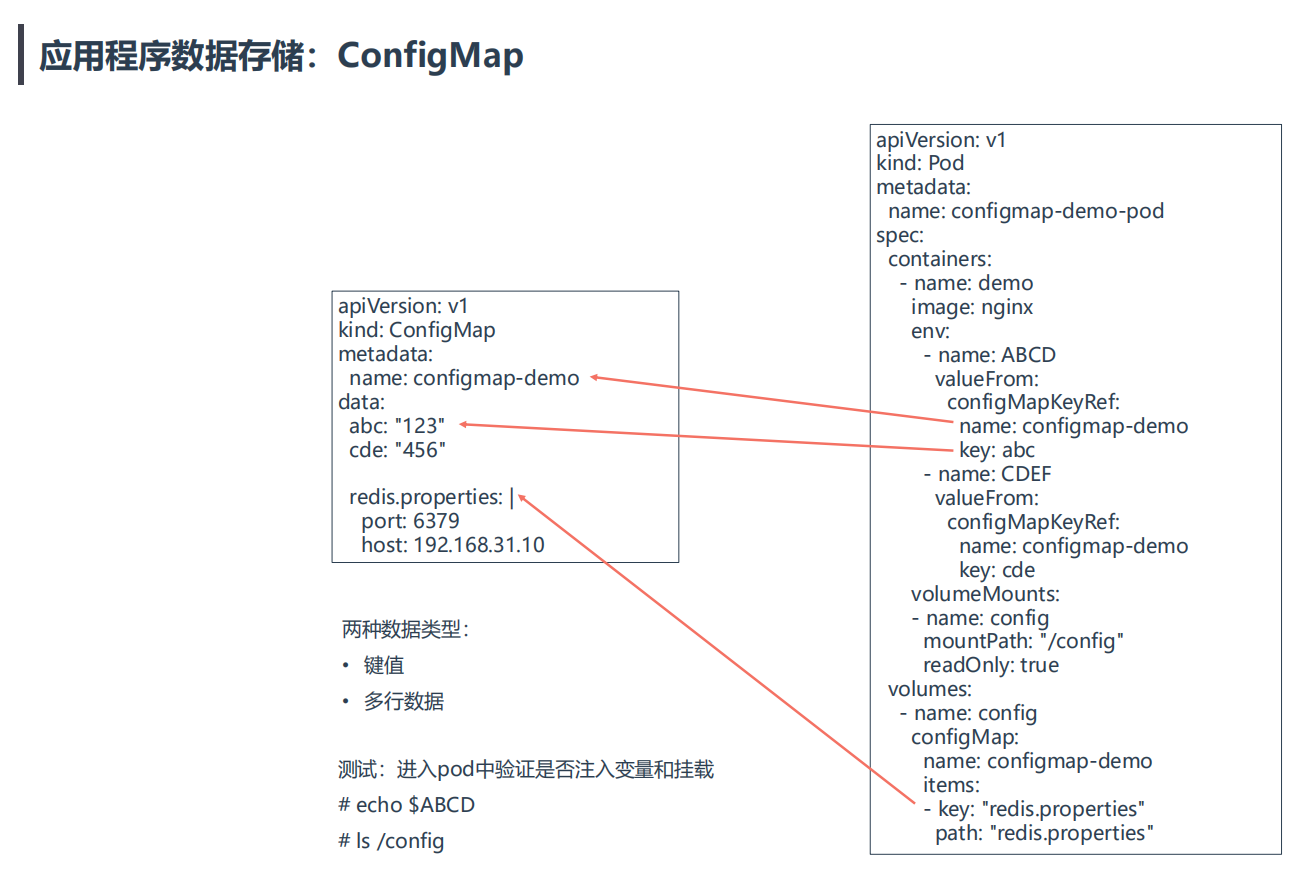 应用程序数据存储：ConfigMap
apiVersion: v1
kind: ConfigMap
metadata:
  name: configmap-demo
data:
  abc: "123"
  cde: "456"

  redis.properties: |
    port: 6379
    host: 192.168.31.10
两种数据类型：
• 键值
• 多行数据
测试：进入pod中验证是否注入变量和挂载
# echo $ABCD
# ls /config
apiVersion: v1
kind: Pod
metadata:
  name: configmap-demo-pod
spec:
  containers:
    - name: demo
      image: nginx
      env:
        - name: ABCD
          valueFrom:
            configMapKeyRef:
              name: configmap-demo
              key: abc
        - name: CDEF
          valueFrom:
            configMapKeyRef:
              name: configmap-demo
              key: cde
      volumeMounts:
      - name: config
        mountPath: "/config"
        readOnly: true
  volumes:
    - name: config
      configMap:
        name: configmap-demo
        items:
        - key: "redis.properties"
          path: "redis.properties"